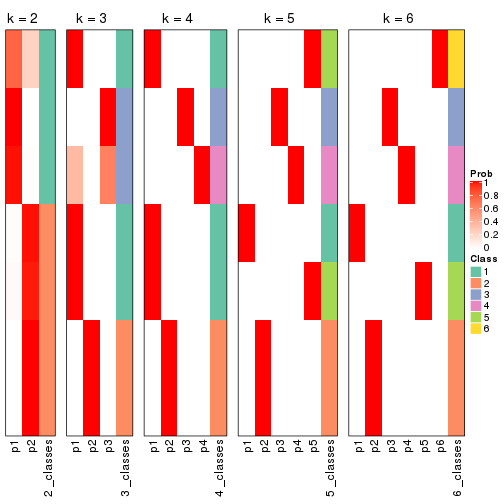 k = 2
k = 3
k = 4
k = 5
k = 6
Prob
1
0.8
0.6
0.4
0.2
0
Class
1
2
3
4
5
6
p1
p2
2_classes
p1
p2
p3
3_classes
p1
p2
p3
p4
4_classes
p1
p2
p3
p4
p5
5_classes
p1
p2
p3
p4
p5
p6
6_classes